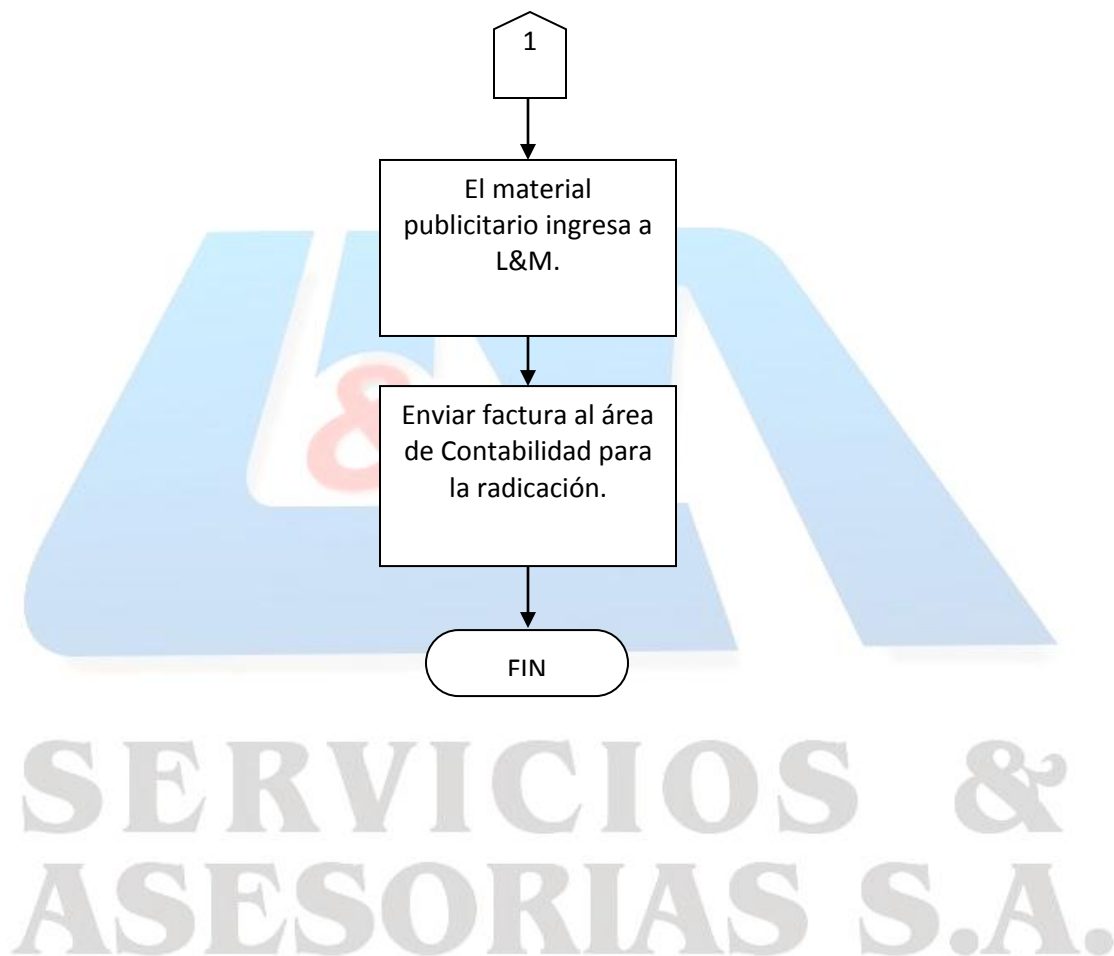 1
El material
publicitario ingresa a
L&M.
Enviar factura al área
de Contabilidad para
la radicación.
FIN
L&M
SERVICIOS &
ASESORIAS S.A.